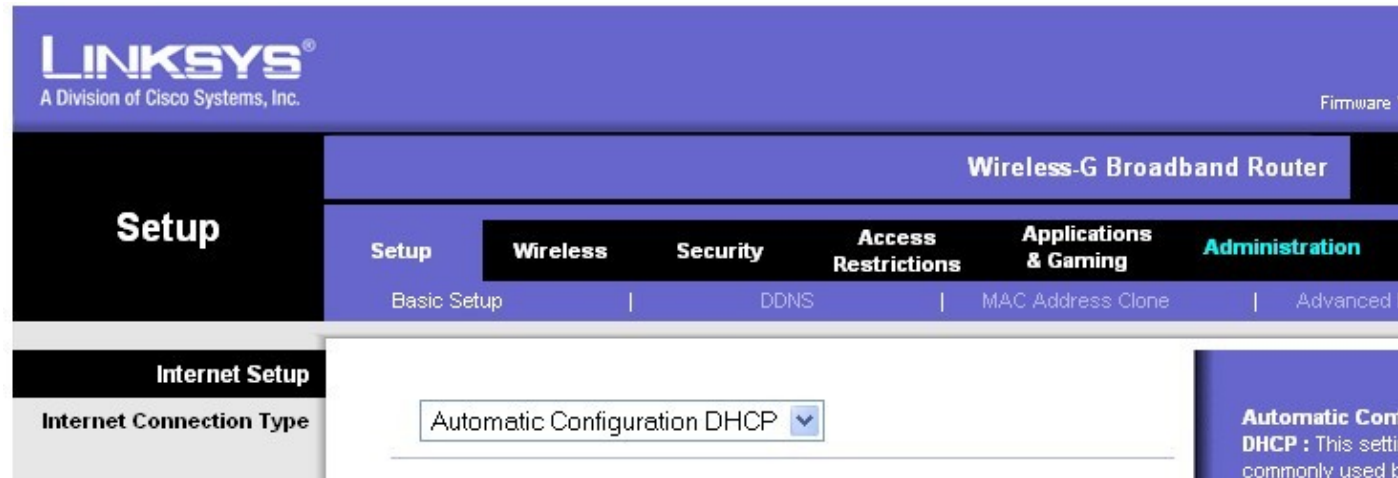 LINKSYS®
A Division of Cisco Systems, Inc.
Firmware
Wireless-G Broadband Router
Setup
Setup Wireless Security Access Restrictions Applications & Gaming Administration
Basic Setup | DDNS | MAC Address Clone | Advanced
Internet Setup
Internet Connection Type
Automatic Configuration DHCP
Automatic
DHCP : This
commonly used